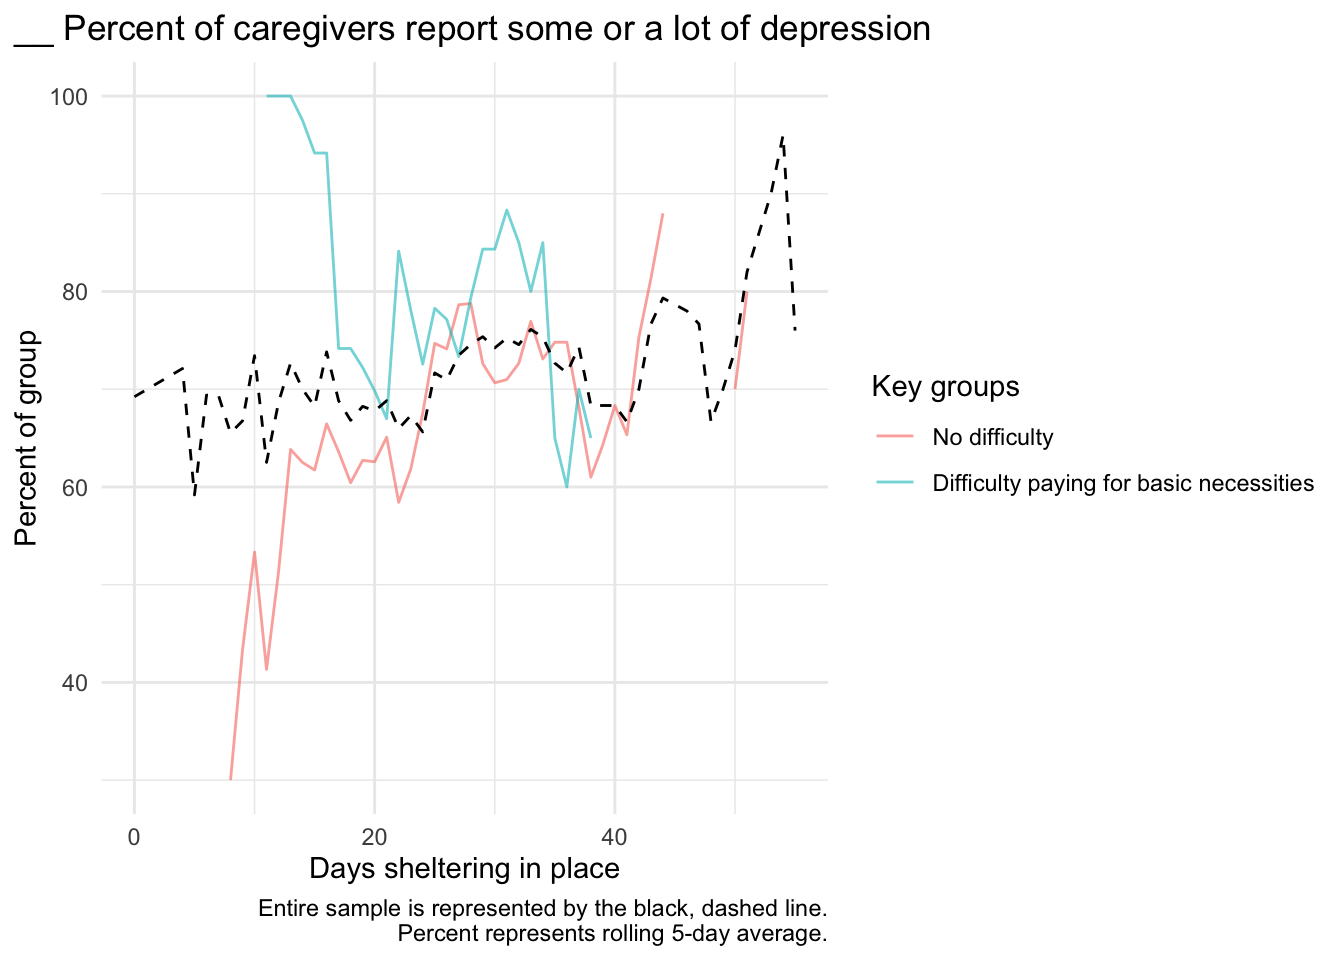 __ Percent of caregivers report some or a lot of depression
100
80
60
40
Percent of group
0
20
40
Days sheltering in place
Key groups
No difficulty
Difficulty paying for basic necessities
Entire sample is represented by the black, dashed line.
Percent represents rolling 5-day average.